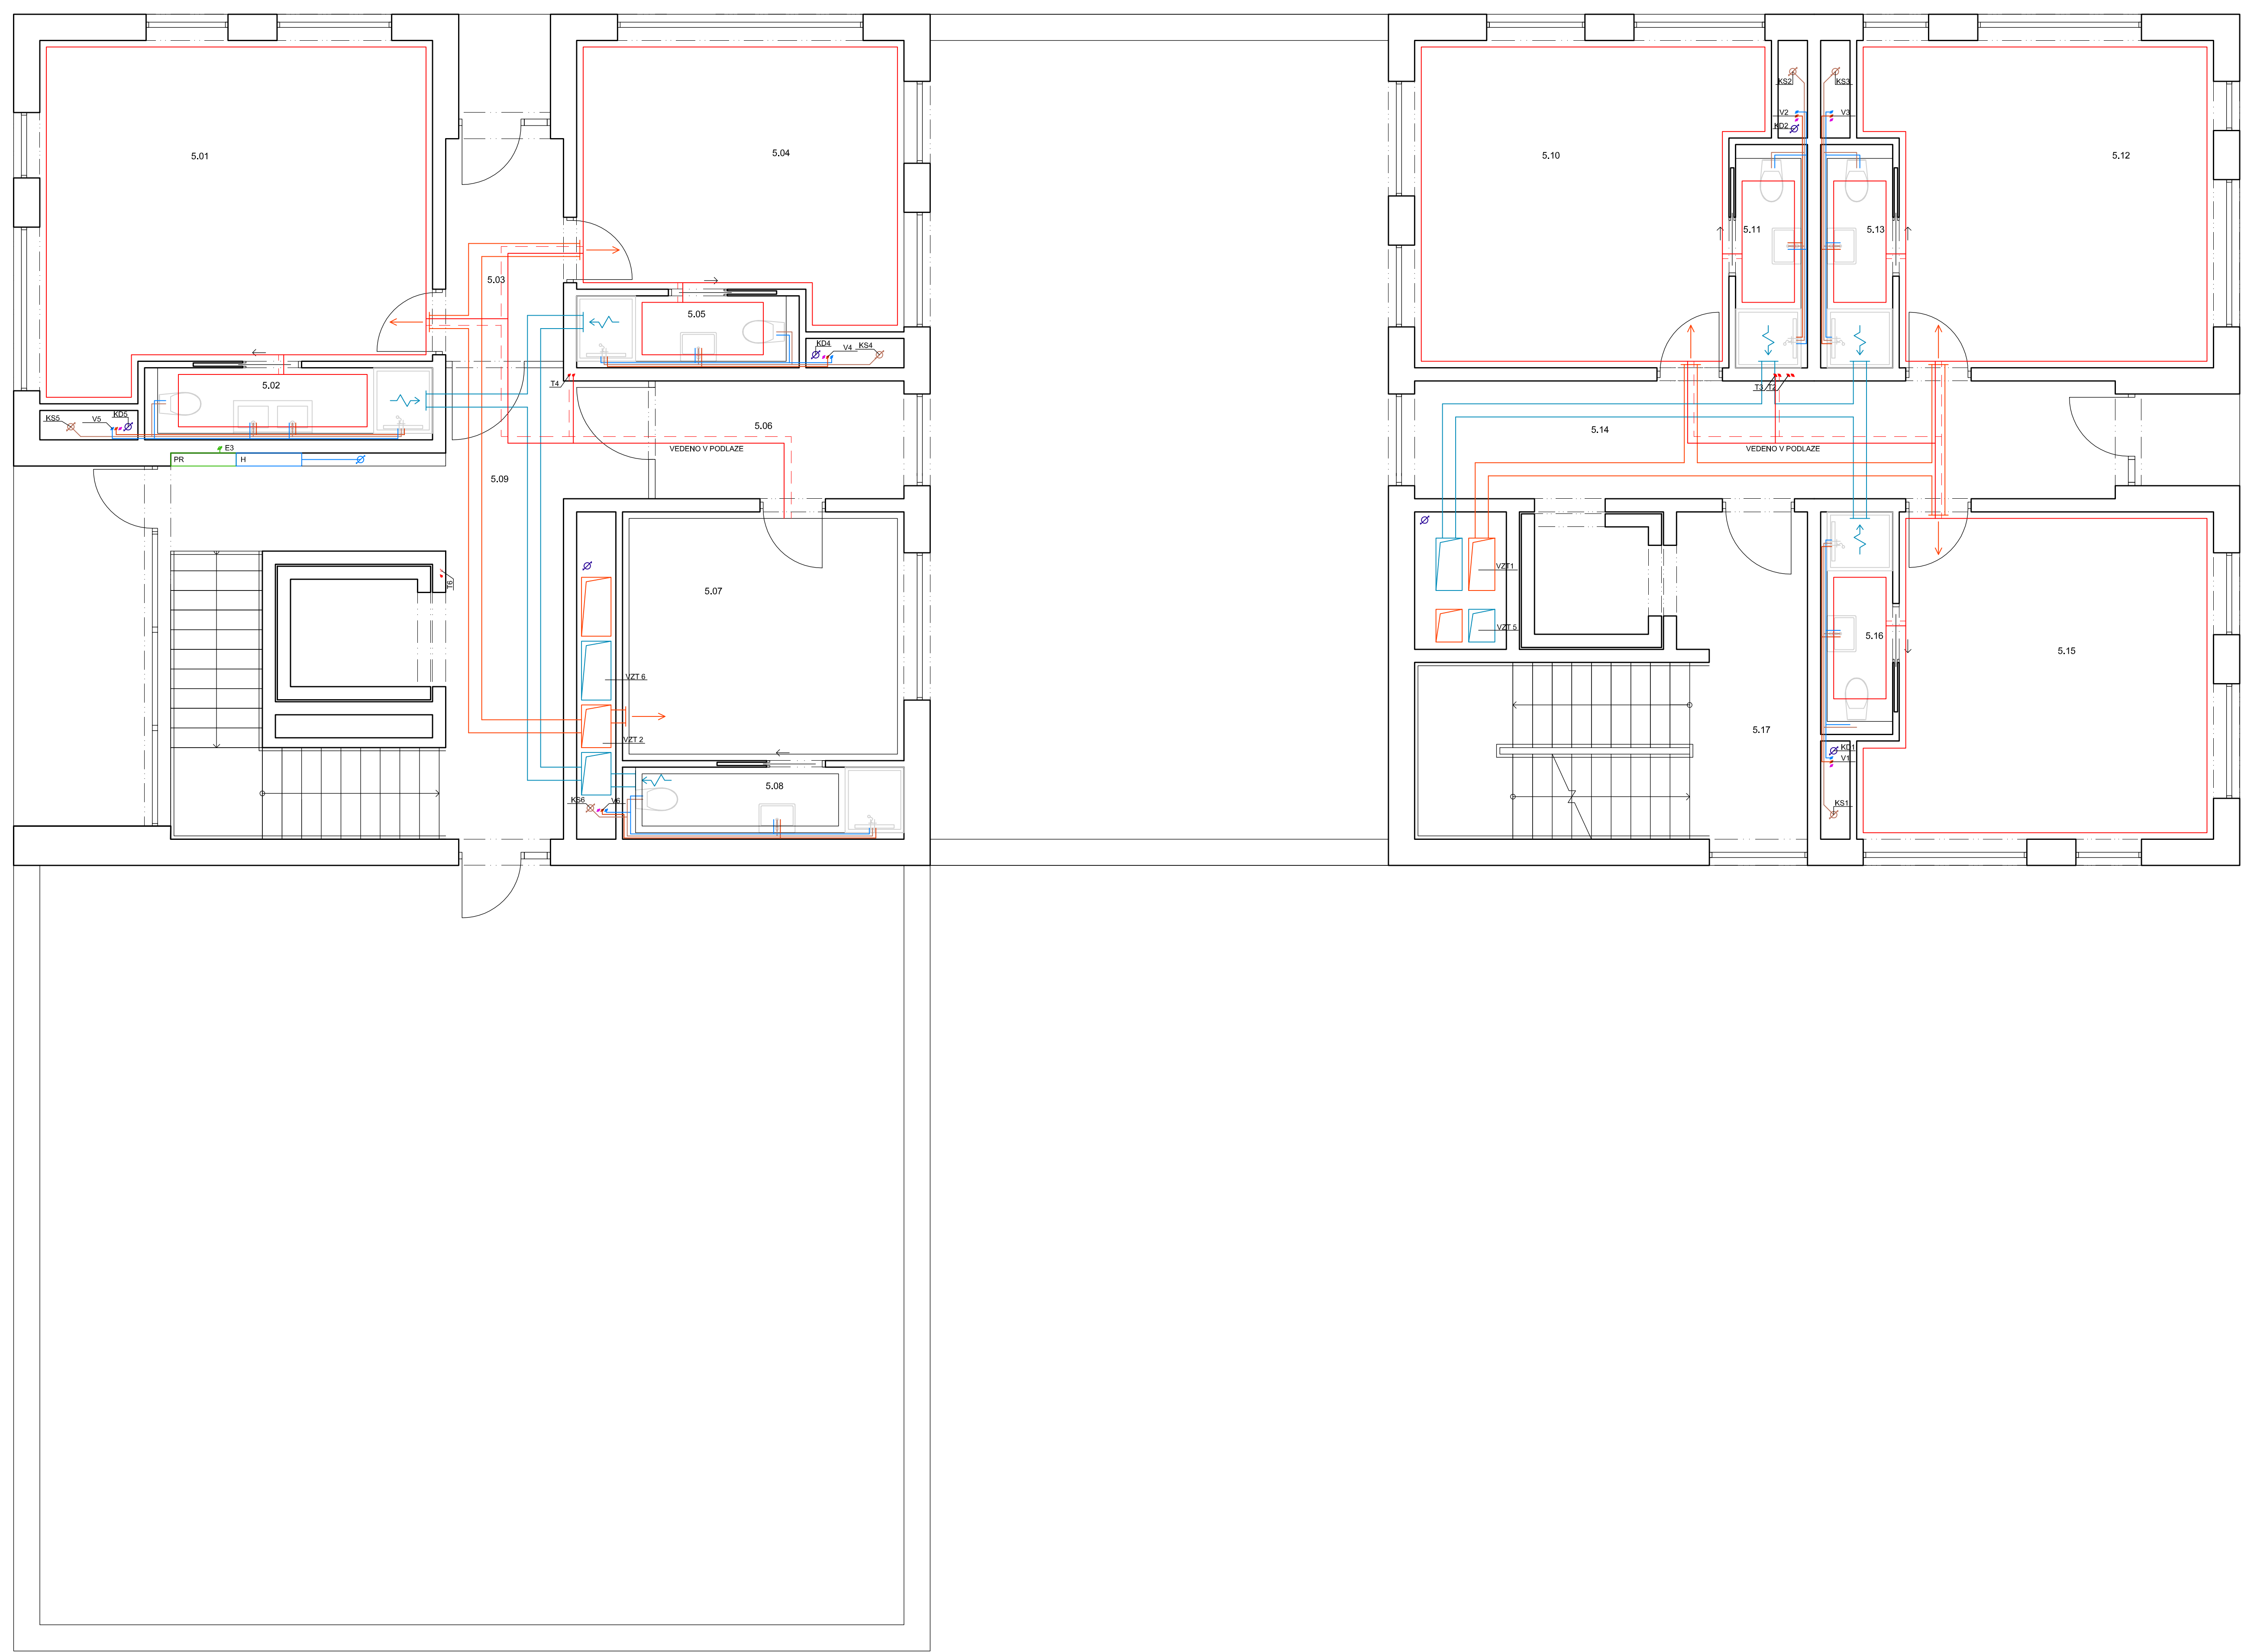 KS2
KS3
V2
V3
KD2
5.01
5.04
5.10
5.12
5.11
5.13
5.03
5.05
KD4
V4
KS4
5.02
T4
T3
T2
KS5
V5
KD5
5.06
5.14
VEDENO V PODLAZE
VEDENO V PODLAZE
E3
PR
H
5.09
T6
VZT1
5.07
VZT 5
5.16
5.15
VZT 6
5.17
VZT 2
KD1
V1
5.08
KS6
V6
KS1